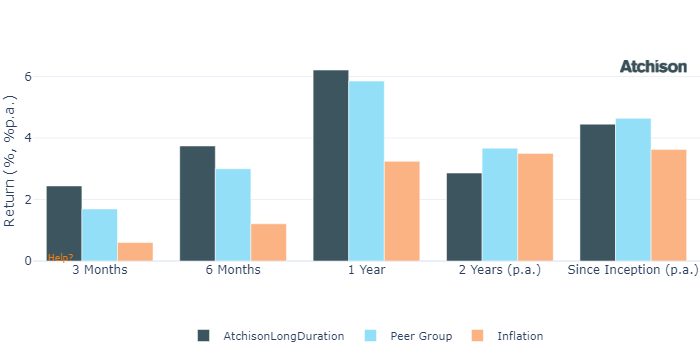 Atchison
Return (%, %p.a.)
6
4
2
0
Help?
3 Months
6 Months
1 Year
2 Years (p.a.)
Since Inception (p.a.)
AtchisonLongDuration
Peer Group
Inflation